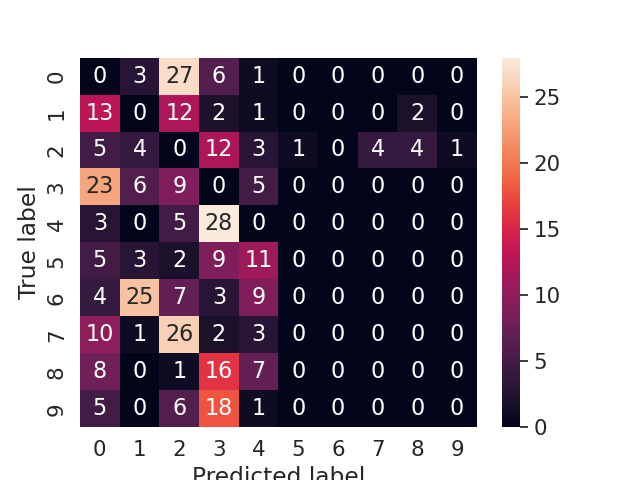 0 0 3 27 6 1 0 0 0 0 0
1 13 0 12 2 1 0 0 0 2 0
2 5 4 0 12 3 1 0 4 4 1
3 23 6 9 0 5 0 0 0 0 0
4 3 0 5 28 0 0 0 0 0 0
5 5 3 2 9 11 0 0 0 0 0
6 4 25 7 3 9 0 0 0 0 0
7 10 1 26 2 3 0 0 0 0 0
8 8 0 1 16 7 0 0 0 0 0
9 5 0 6 18 1 0 0 0 0 0
0 1 2 3 4 5 6 7 8 9
True label
Predicted label
25
20
15
10
5
0